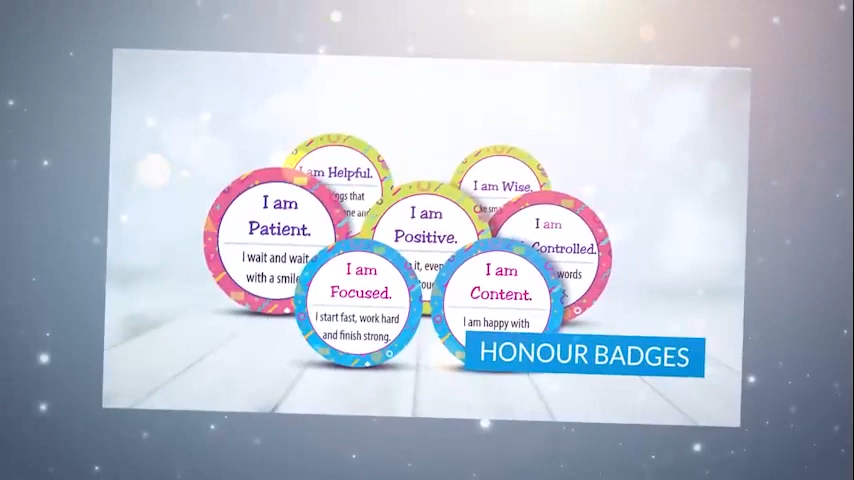 I am Helpful.
I am Wise.
I am
Patient.
I wait and wait
with a smile
I am
Positive.
I am
Controlled.
words
I am
Focused.
I start fast, work hard
and finish strong.
I am
Content.
I am happy with
HONOUR BADGES